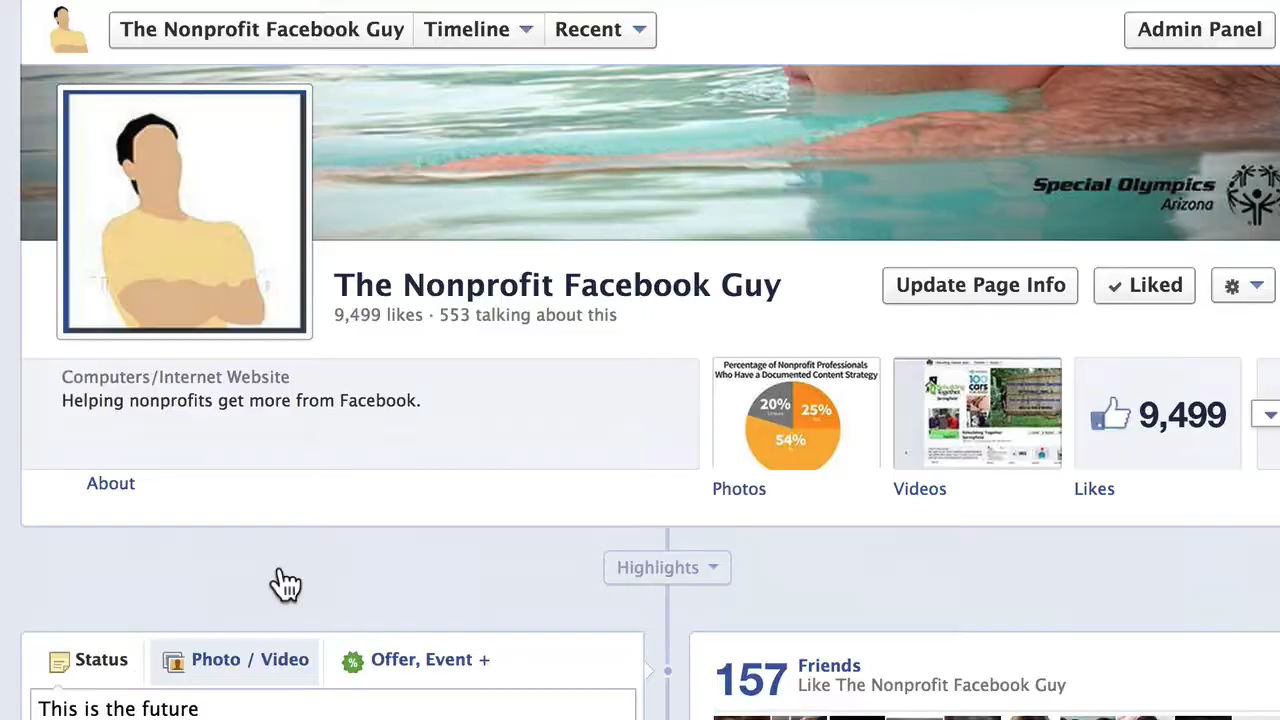 The Nonprofit Facebook Guy Timeline Recent Admin Panel
Special Olympics
Arizona
The Nonprofit Facebook Guy
9,499 likes · 553 talking about this
Update Page Info Liked
Computers/Internet Website
Helping nonprofits get more from Facebook.
About
Percentage of Nonprofit Professionals
Who Have a Documented Content Strategy
20% 25%
54%
Photos
Videos
9,499
Likes
Highlights
Status Photo / Video Offer, Event +
This is the future
157 Friends
Like The Nonprofit Facebook Guy